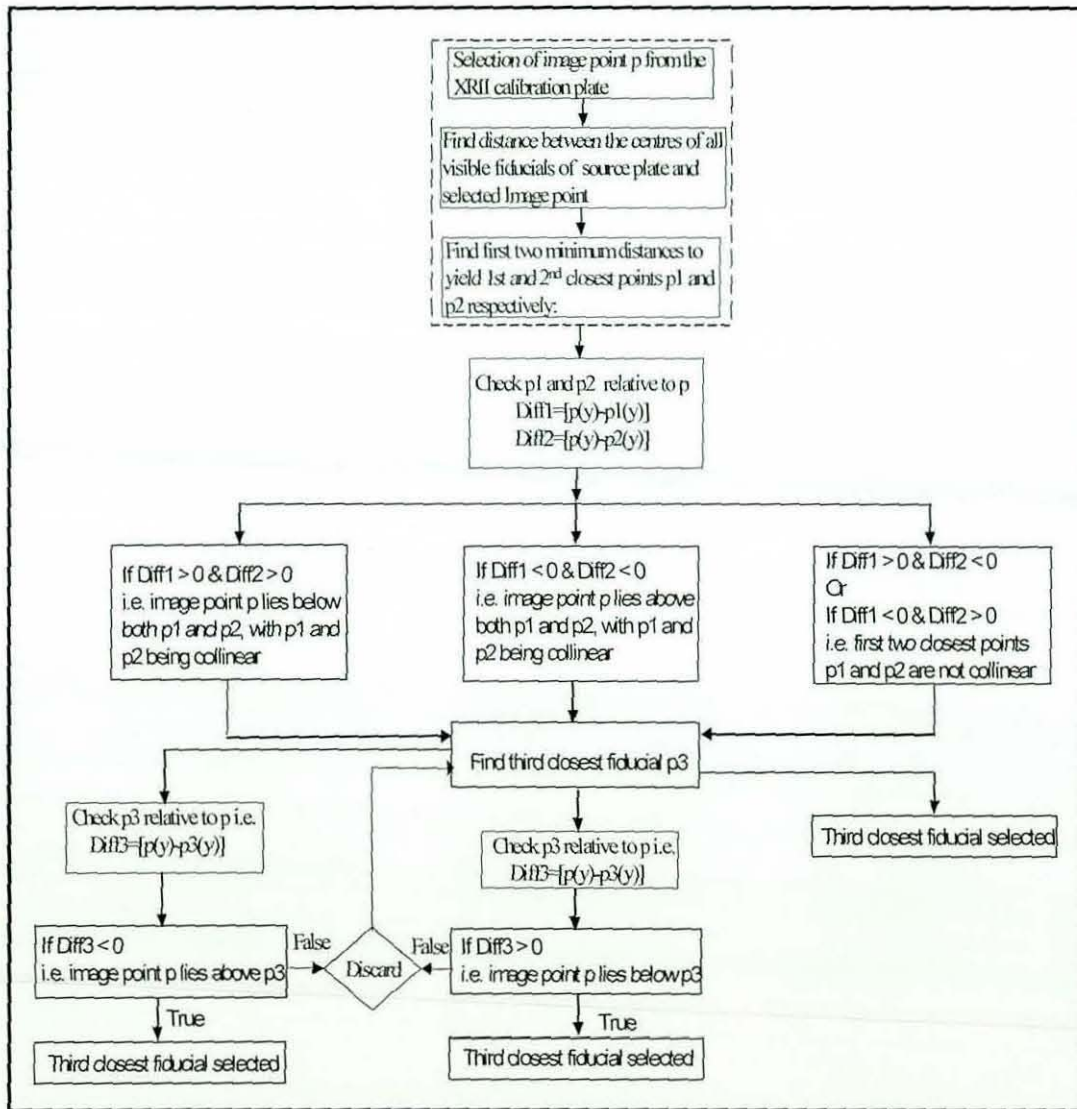 Selection of image point p from the
XRII calibration plate
Find distance between the centres of all
visible fiducials of source plate and
selected Image point
Find first two minimum distances to
yield 1st and 2nd closest points p1 and
p2 respectively:
Check p1 and p2 relative to p
Diff1=[p(y)-p1(y)]
Diff2=[p(y)-p2(y)]
If Diff1 > 0 & Diff2 > 0
i.e. image point p lies below
both p1 and p2, with p1 and
p2 being collinear
If Diff1 < 0 & Diff2 < 0
i.e. image point p lies above
both p1 and p2, with p1 and
p2 being collinear
If Diff1 > 0 & Diff2 < 0
Or
If Diff1 < 0 & Diff2 > 0
i.e. first two closest points
p1 and p2 are not collinear
Find third closest fiducial p3
Check p3 relative to p i.e.
Diff3=[p(y)-p3(y)]
Check p3 relative to p i.e.
Diff3=[p(y)-p3(y)]
Third closest fiducial selected
If Diff3 < 0
i.e. image point p lies above p3
False
Discard
False
If Diff3 > 0
i.e. image point p lies below p3
True
True
Third closest fiducial selected
Third closest fiducial selected